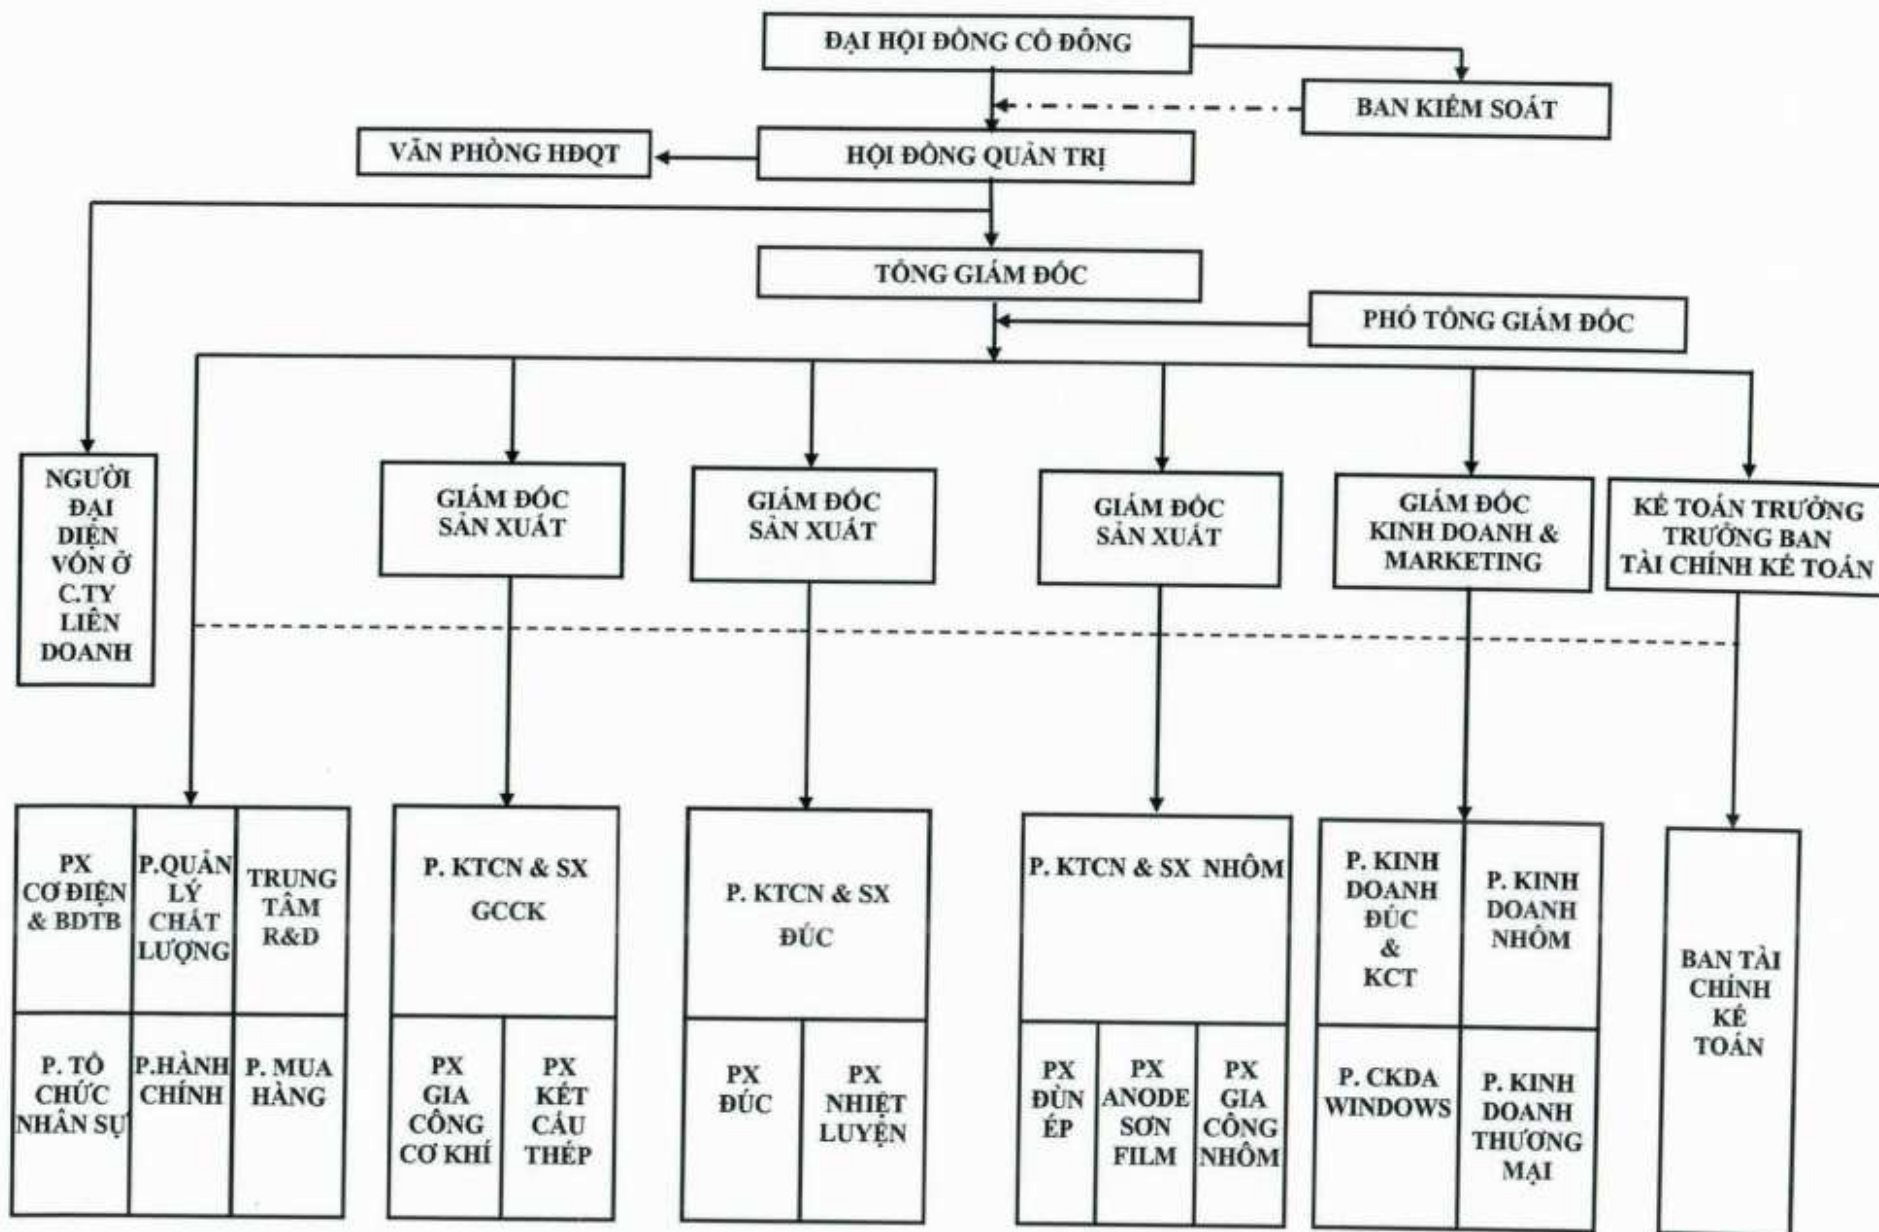 ĐẠI HỘI ĐỒNG CỔ ĐÔNG
BAN KIỂM SOÁT
VĂN PHÒNG HĐQT
HỘI ĐỒNG QUẢN TRỊ
TỔNG GIÁM ĐỐC
PHÓ TỔNG GIÁM ĐỐC
NGƯỜI
ĐẠI
DIỆN
VỐN Ở
C.TY
LIÊN
DOANH
GIÁM ĐỐC
SẢN XUẤT
GIÁM ĐỐC
SẢN XUẤT
GIÁM ĐỐC
SẢN XUẤT
GIÁM ĐỐC
KINH DOANH &
MARKETING
KẾ TOÁN TRƯỞNG
TRƯỞNG BAN
TÀI CHÍNH KẾ TOÁN
PX
CƠ ĐIỆN
& BDTB
P.QUẢN
LÝ
CHẤT
LƯỢNG
TRUNG
TÂM
R&D
P. TỔ
CHỨC
NHÂN SỰ
P.HÀNH
CHÍNH
P. MUA
HÀNG
P. KTCN & SX
GCCK
PX
GIA
CÔNG
CƠ KHÍ
PX
KẾT
CẤU
THÉP
P. KTCN & SX
ĐÚC
PX
ĐÚC
PX
NHIỆT
LUYỆN
P. KTCN & SX NHÔM
PX
ĐÙN
ÉP
PX
ANODE
SƠN
FILM
PX
GIA
CÔNG
NHÔM
P. KINH
DOANH
ĐÚC
&
KCT
P. KINH
DOANH
NHÔM
P. CKDA
WINDOWS
P. KINH
DOANH
THƯƠNG
MẠI
BAN TÀI
CHÍNH
KẾ
TOÁN